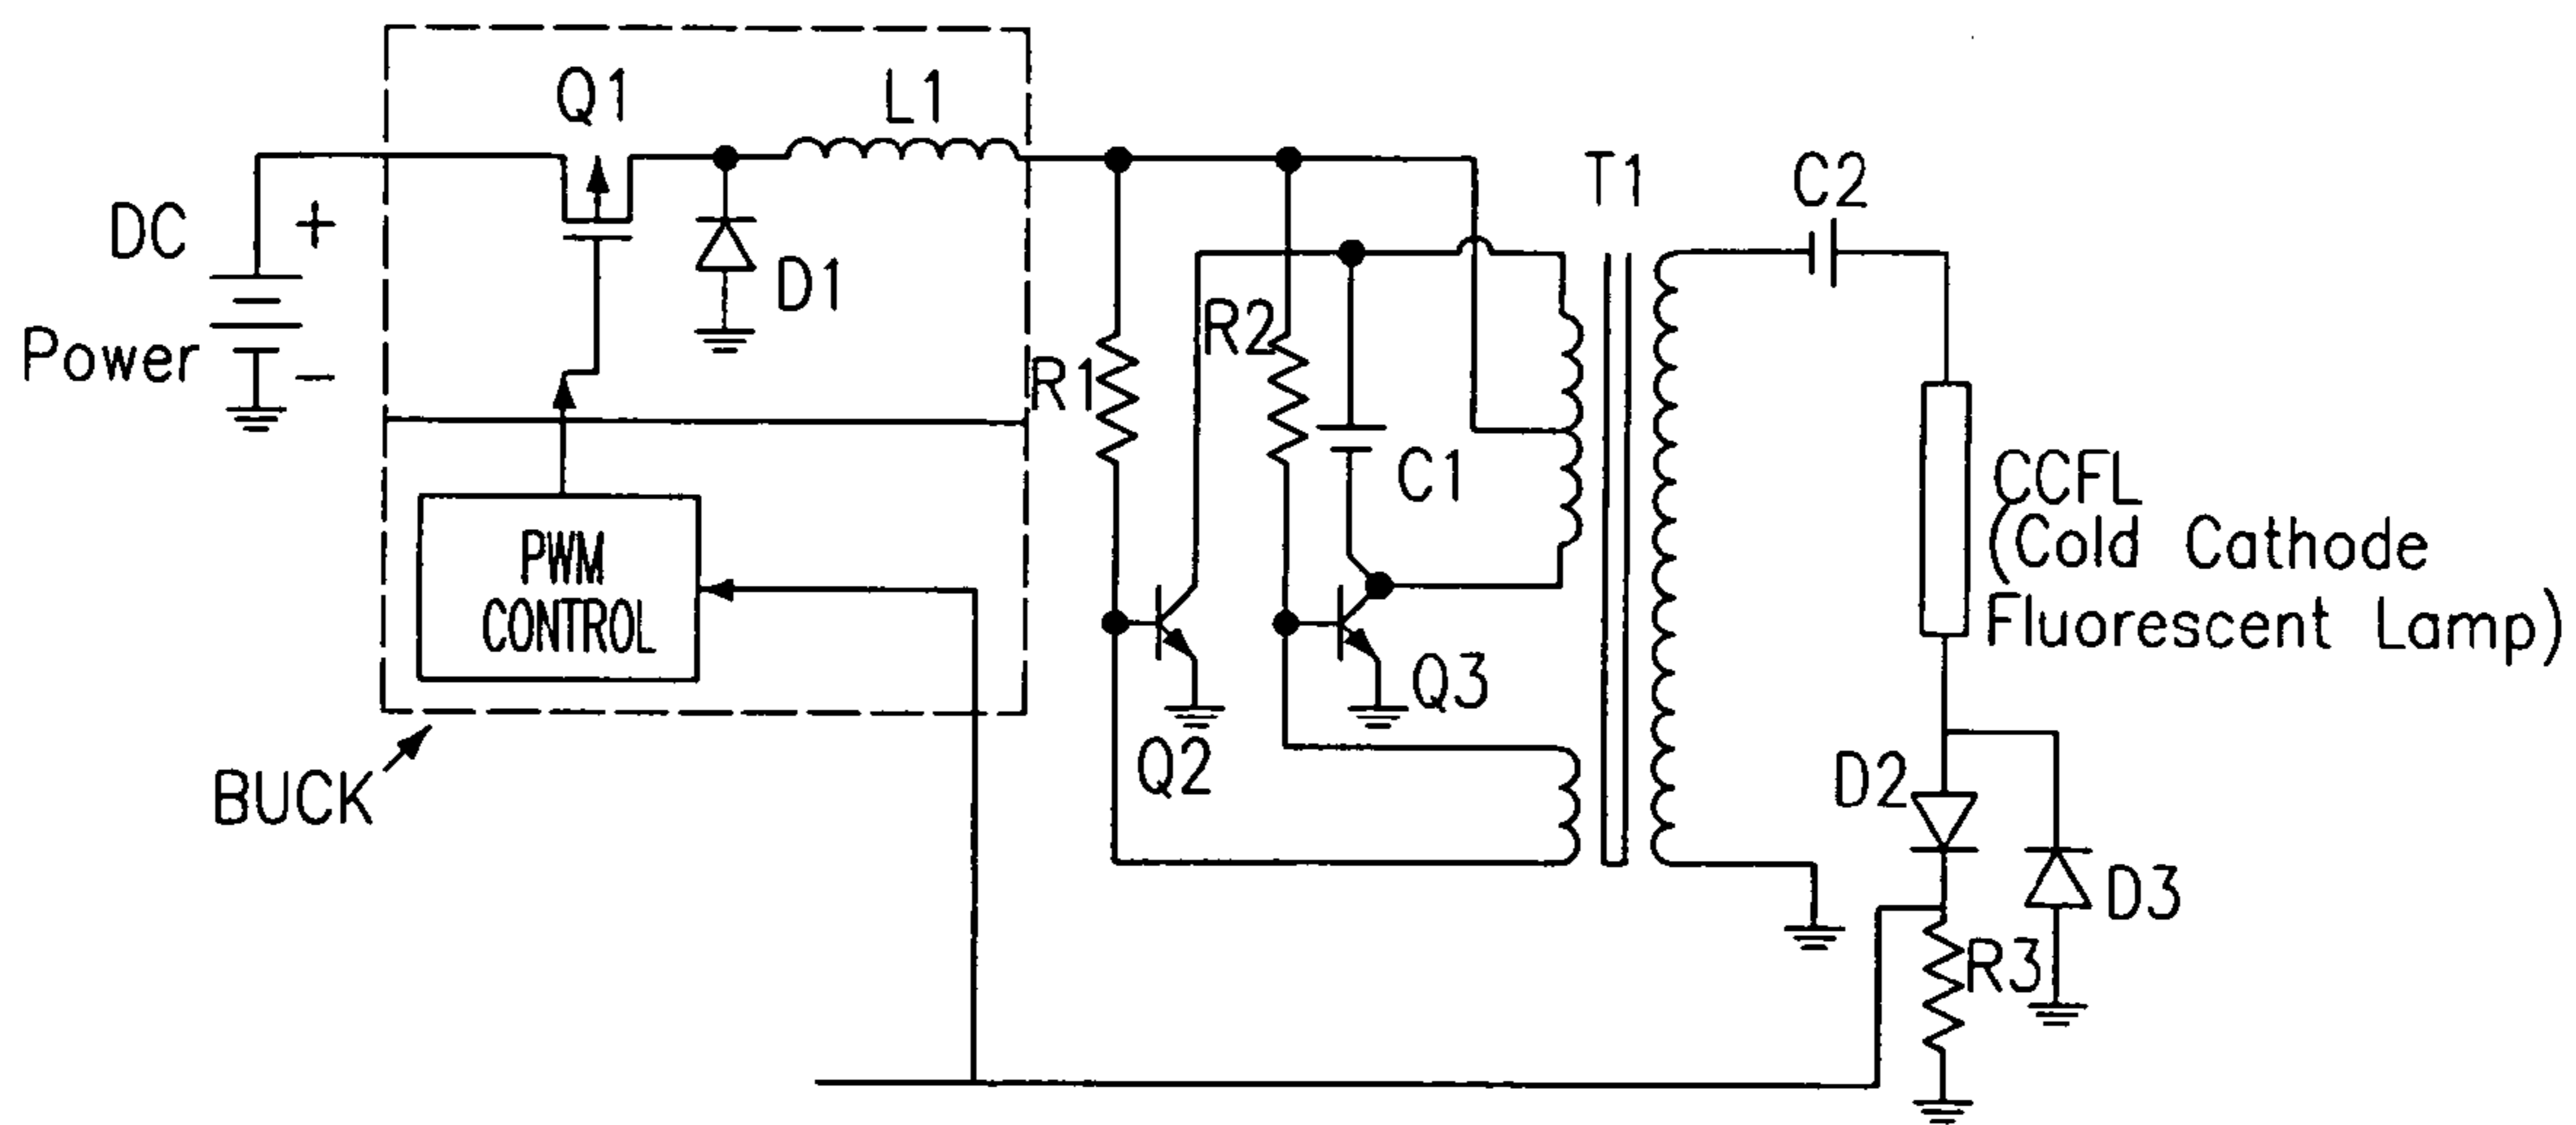 Q1
L1
T1
C2
DC
+
D1
R2
Power
−
R1
C1
CCFL
(Cold Cathode
Fluorescent Lamp)
PWM
CONTROL
Q3
Q2
BUCK
D2
D3
R3